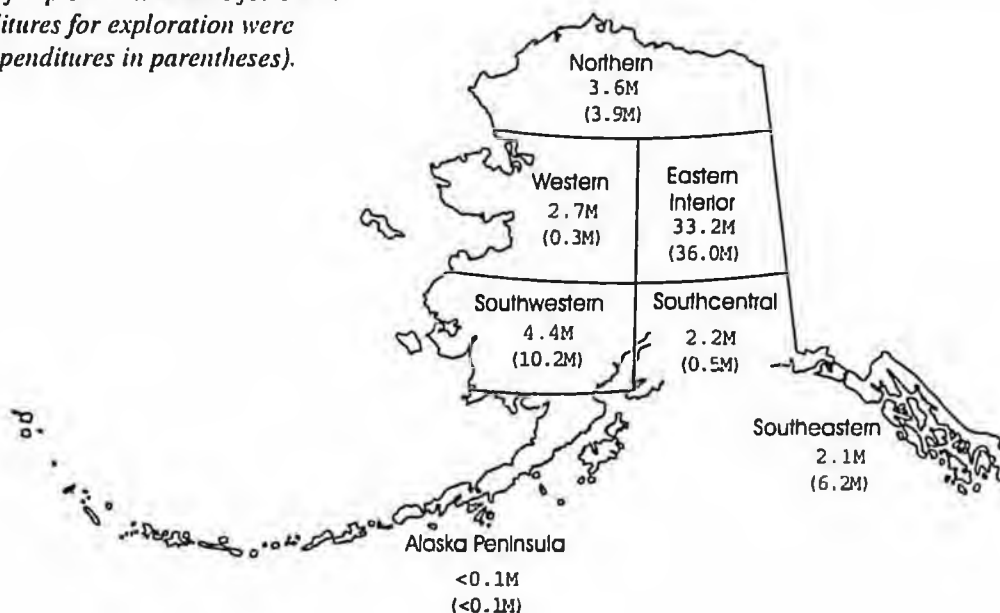 ditures for exploration were
penditures in parentheses).
Northern
3.6M
(3.9M)
Western
2.7M
(0.3M)
Eastern
Interior
33.2M
(36.0M)
Southwestern
4.4M
(10.2M)
Southcentral
2.2M
(0.5M)
Southeastern
2.1M
(6.2M)
Alaska Peninsula
<0.1M
(<0.1M)